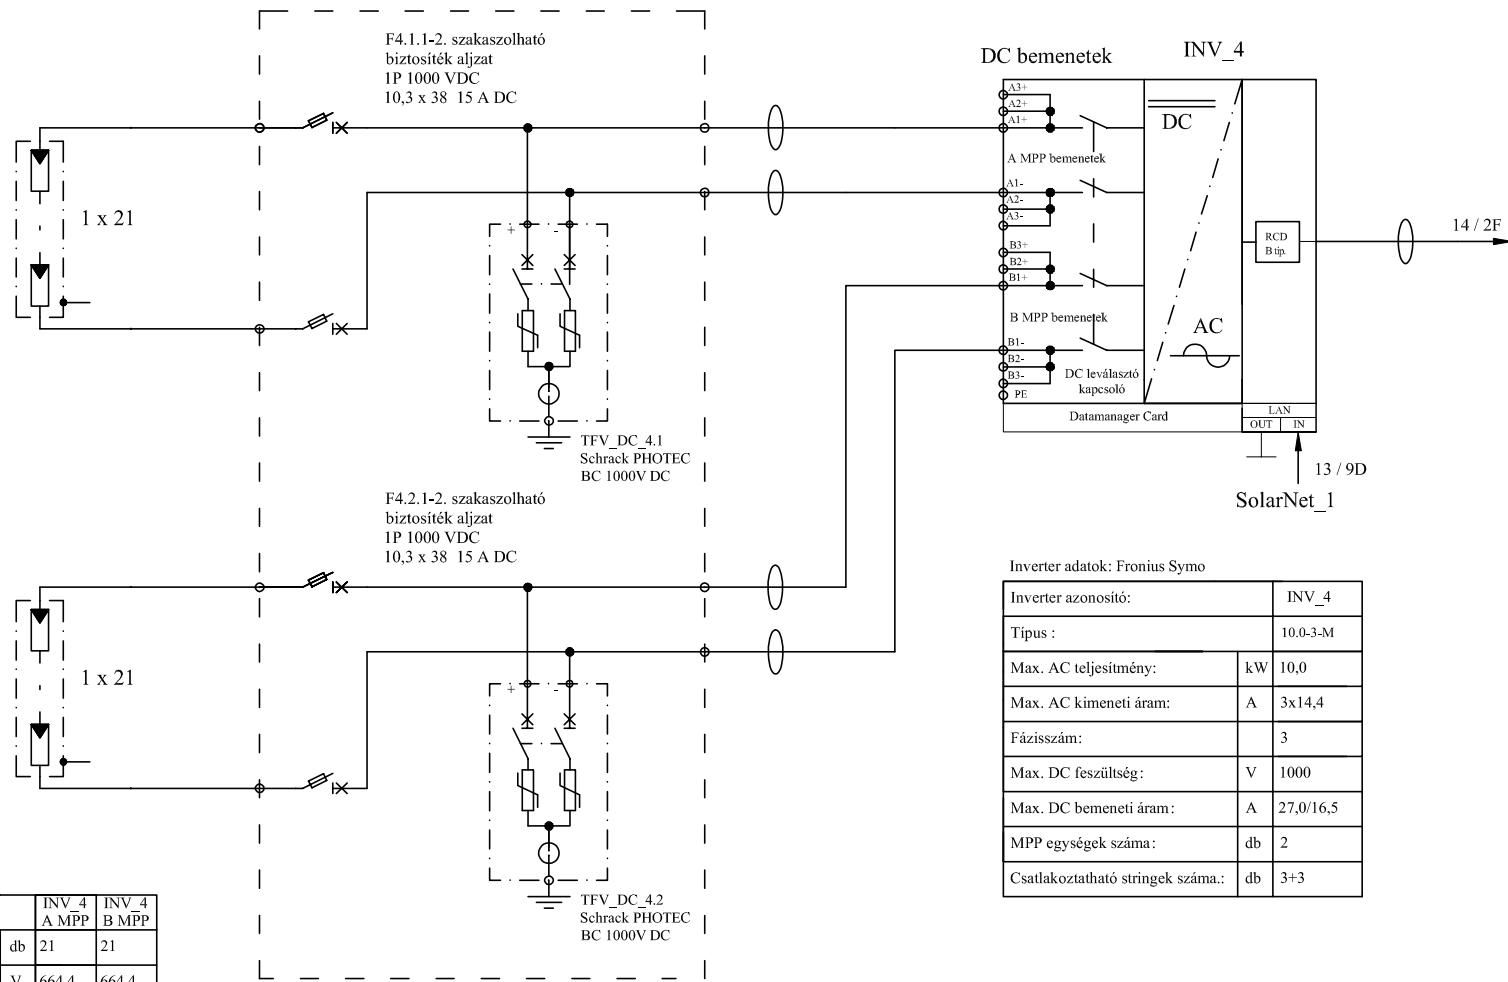 F4.1.1-2. szakaszolható
biztosíték aljzat
1P 1000 VDC
10,3 x 38 15 A DC
1 x 21
+ -
TFV_DC_4.1
Schrack PHOTEC
BC 1000V DC
DC bemenetek
INV_4
A3+
A2+
A1+
A MPP bemenetek
A1-
A2-
A3-
B3+
B2+
B1+
B MPP bemenetek
B1-
B2-
B3-
PE
DC leválasztó
kapcsoló
DC
AC
RCD
B tip.
14 / 2F
Datamanager Card
LAN
OUT IN
13 / 9D
SolarNet_1
F4.2.1-2. szakaszolható
biztosíték aljzat
1P 1000 VDC
10,3 x 38 15 A DC
1 x 21
+ -
TFV_DC_4.2
Schrack PHOTEC
BC 1000V DC
Inverter adatok: Fronius Symo
Inverter azonosító: INV_4
Típus : 10.0-3-M
Max. AC teljesítmény: kW 10,0
Max. AC kimeneti áram: A 3x14,4
Fázisszám: 3
Max. DC feszültség: V 1000
Max. DC bemeneti áram: A 27,0/16,5
MPP egységek száma: db 2
Csatlakoztatható stringek száma.: db 3+3
INV_4 INV_4
A MPP B MPP
db 21 21
V 664,4 664,4